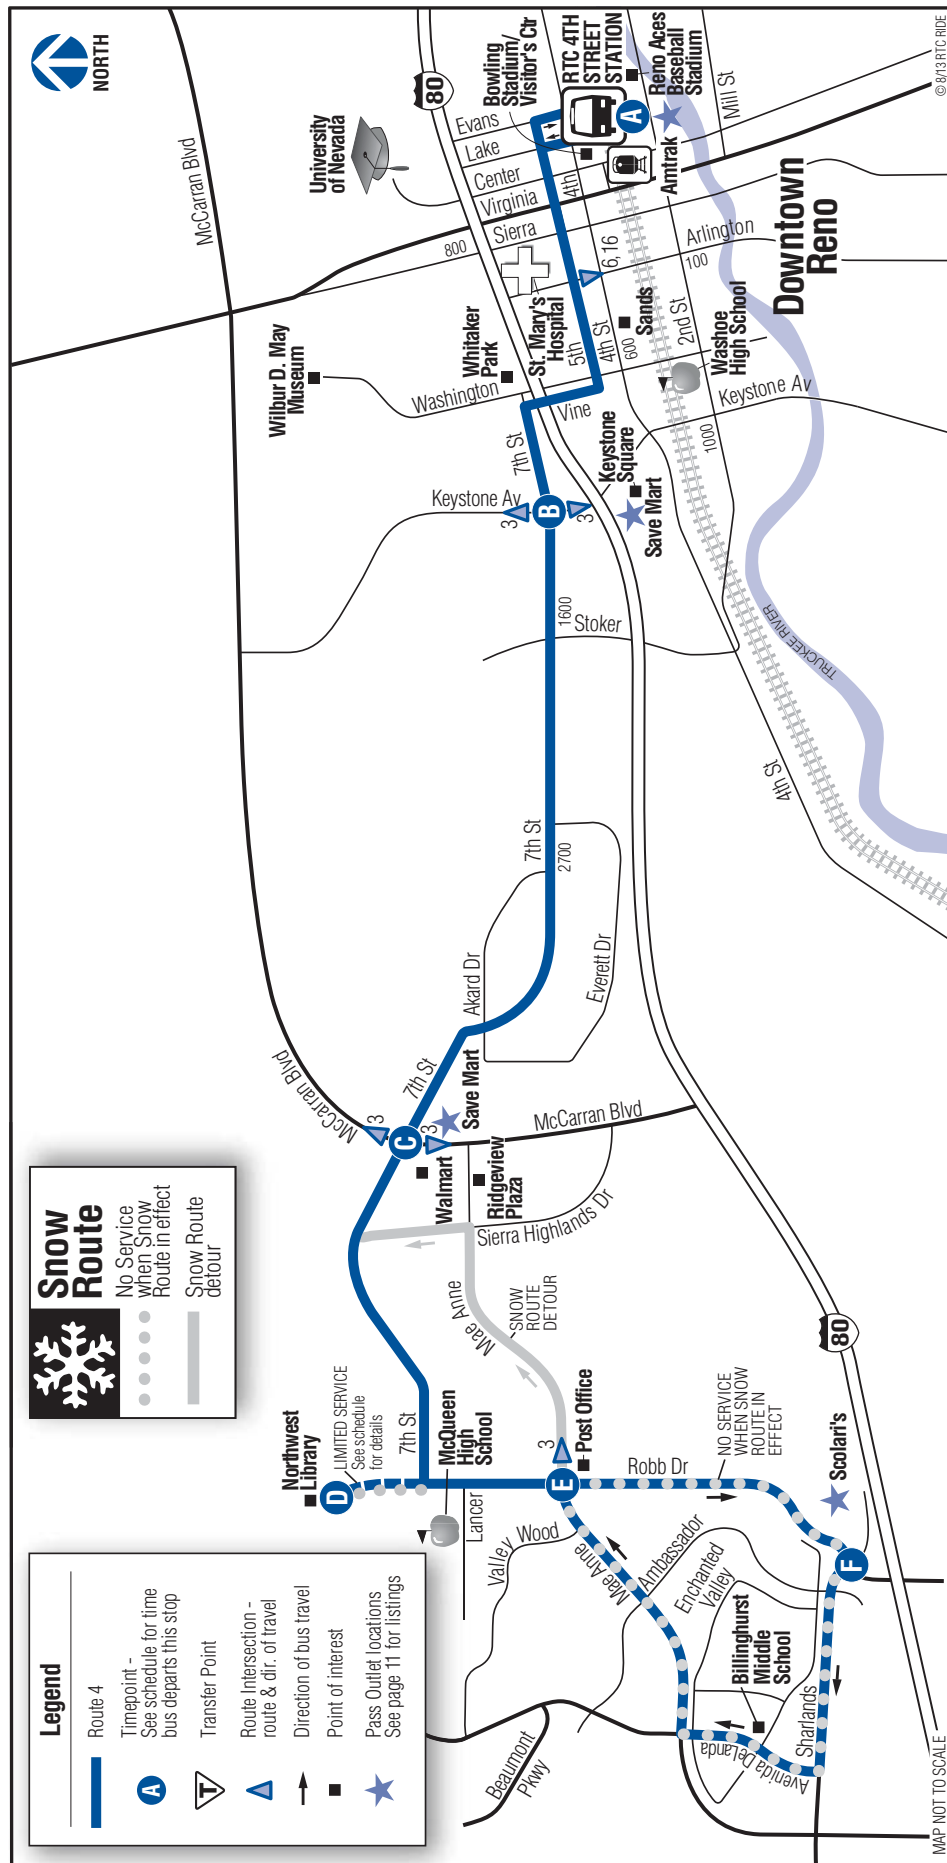 NORTH
Legend
Route 4
A
Timepoint -
See schedule for time
bus departs this stop
T
Transfer Point
Route Intersection -
route & dir. of travel
Direction of bus travel
Point of interest
Pass Outlet locations
See page 11 for listings
Snow
Route
No Service
when Snow
Route in effect
Snow Route
detour
McCarran Blvd
McCarran Blvd
McCarran Blvd
Northwest
Library
D
LIMITED SERVICE
See schedule
for details
7th St
McQueen
High
School
Lancer
Valley Wood
Beaumont
Pkwy
Mae Anne
Ambassador
Enchanted
Valley
Billinghurst
Middle
School
Avenida DeLanda
Sharlands
E
3
Post Office
Robb Dr
NO SERVICE
WHEN SNOW
ROUTE IN
EFFECT
Scolari's
F
80
Mae Anne
SNOW
ROUTE
DETOUR
Sierra Highlands Dr
Walmart
Ridgeview
Plaza
C
3
3
Save Mart
7th St
Akard Dr
Everett Dr
7th St
2700
1600
Stoker
Keystone Av
3
B
3
7th St
Keystone
Square
Save Mart
Wilbur D. May
Museum
Washington
Whitaker
Park
Vine
St. Mary's
Hospital
5th
4th St
600
Sands
6,16
2nd St
Washoe
High School
Keystone Av
1000
4th St
TRUCKEE RIVER
University
of Nevada
80
800
Sierra
Virginia
Center
Lake
Evans
4th
Bowling
Stadium/
Visitor's Ctr
RTC 4TH
STREET
STATION
A
Reno Aces
Baseball
Stadium
Amtrak
Mill St
Arlington
100
Downtown
Reno
MAP NOT TO SCALE
© 8/13 RTC RIDE